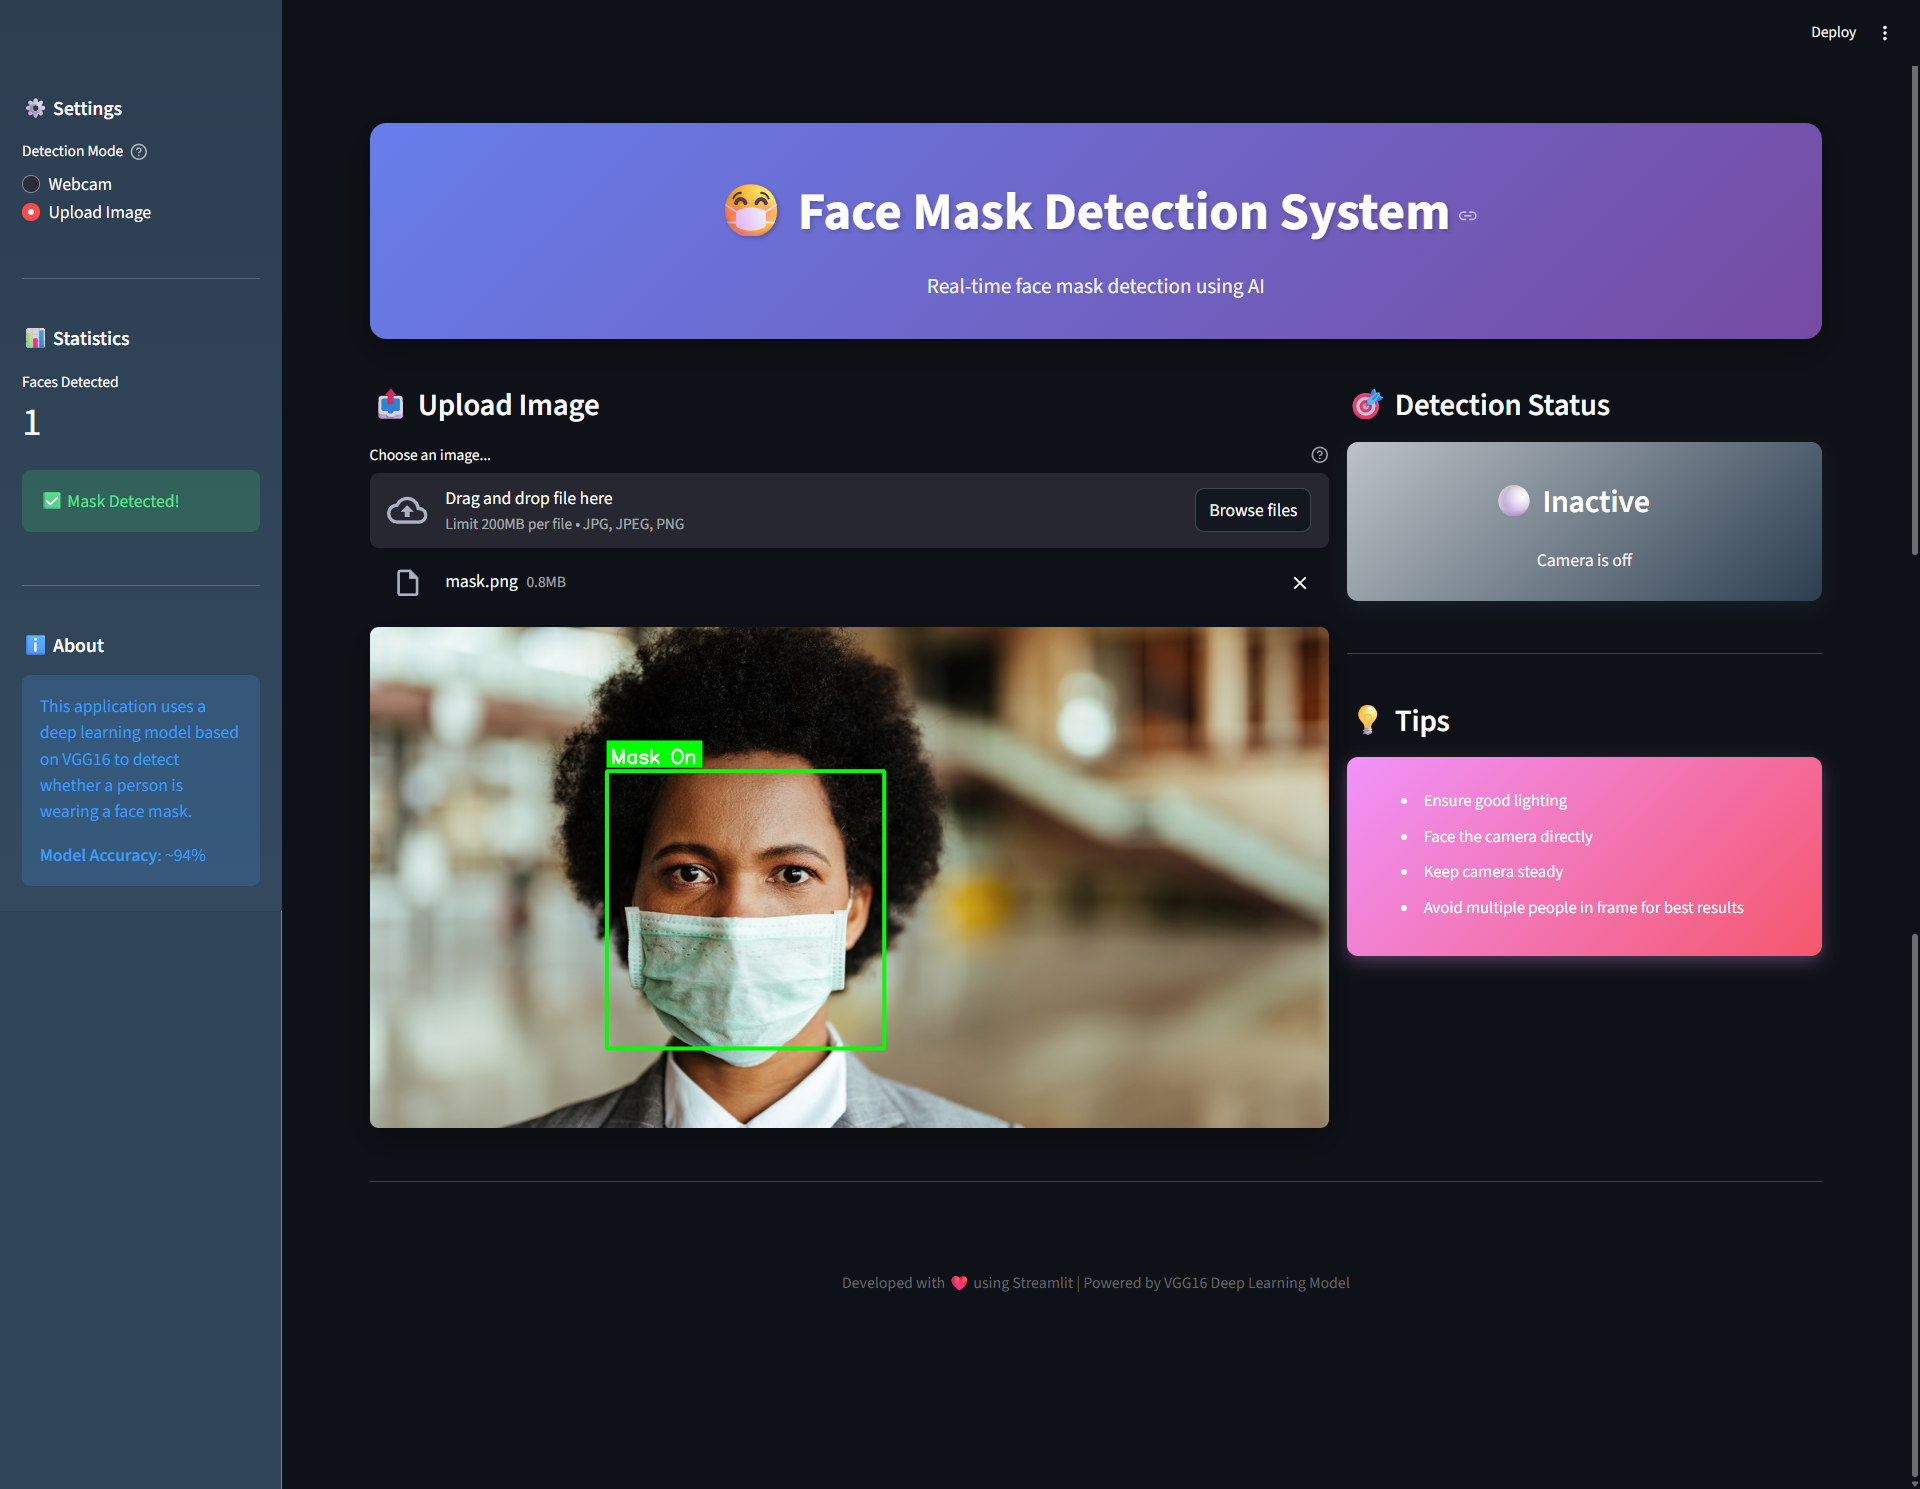 Deploy
Settings
Detection Mode
Webcam
Upload Image
Statistics
Faces Detected
1
Mask Detected!
About
This application uses a
deep learning model based
on VGG16 to detect
whether a person is
wearing a face mask.
Model Accuracy: ~94%
Face Mask Detection System
Real-time face mask detection using AI
Upload Image
Choose an image...
Drag and drop file here
Limit 200MB per file • JPG, JPEG, PNG
Browse files
mask.png 0.8MB
Mask On
Detection Status
Inactive
Camera is off
Tips
• Ensure good lighting
• Face the camera directly
• Keep camera steady
• Avoid multiple people in frame for best results
Developed with ❤️ using Streamlit | Powered by VGG16 Deep Learning Model